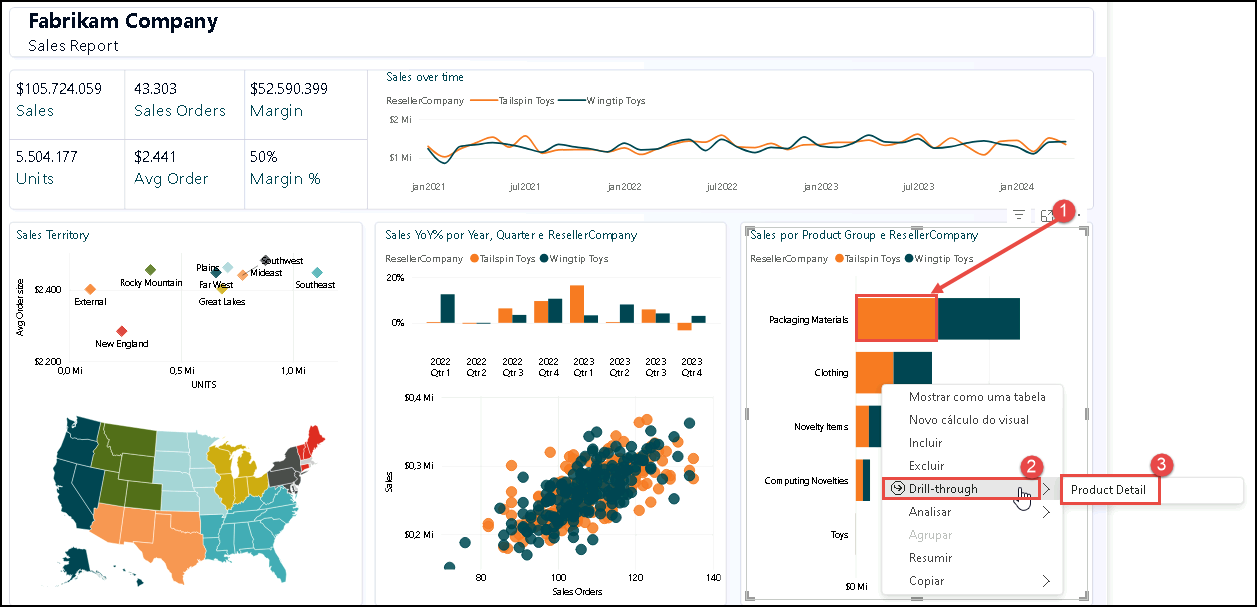 Fabrikam Company
Sales Report
$105.724.059
Sales
43.303
Sales Orders
$52.590.399
Margin
5.504.177
Units
$2.441
Avg Order
50%
Margin %
Sales over time
ResellerCompany Tailspin Toys Wingtip Toys
$2 Mi
$1 Mi
jan2021 jul2021 jan2022 jul2022 jan2023 jul2023 jan2024
Sales Territory
Avg Order size
$2.400
$2.200
Southwest
Plains
Mideast
Rocky Mountain
Far West
Southeast
External
Great Lakes
New England
0,0 Mi 0,5 Mi 1,0 Mi
UNITS
Sales YoY% por Year, Quarter e ResellerCompany
ResellerCompany Tailspin Toys Wingtip Toys
20%
0%
2022 2022 2022 2022 2023 2023 2023 2023
Qtr 1 Qtr 2 Qtr 3 Qtr 4 Qtr 1 Qtr 2 Qtr 3 Qtr 4
$0,4 Mi
$0,3 Mi
$0,2 Mi
Sales
80 100 120 140
Sales Orders
1
Sales por Product Group e ResellerCompany
ResellerCompany Tailspin Toys Wingtip Toys
Packaging Materials
Clothing
Novelty Items
Computing Novelties
Toys
$0 Mi
Mostrar como uma tabela
Novo cálculo do visual
Incluir
Excluir
2
Drill-through
3
Product Detail
Analisar
Agrupar
Resumir
Copiar